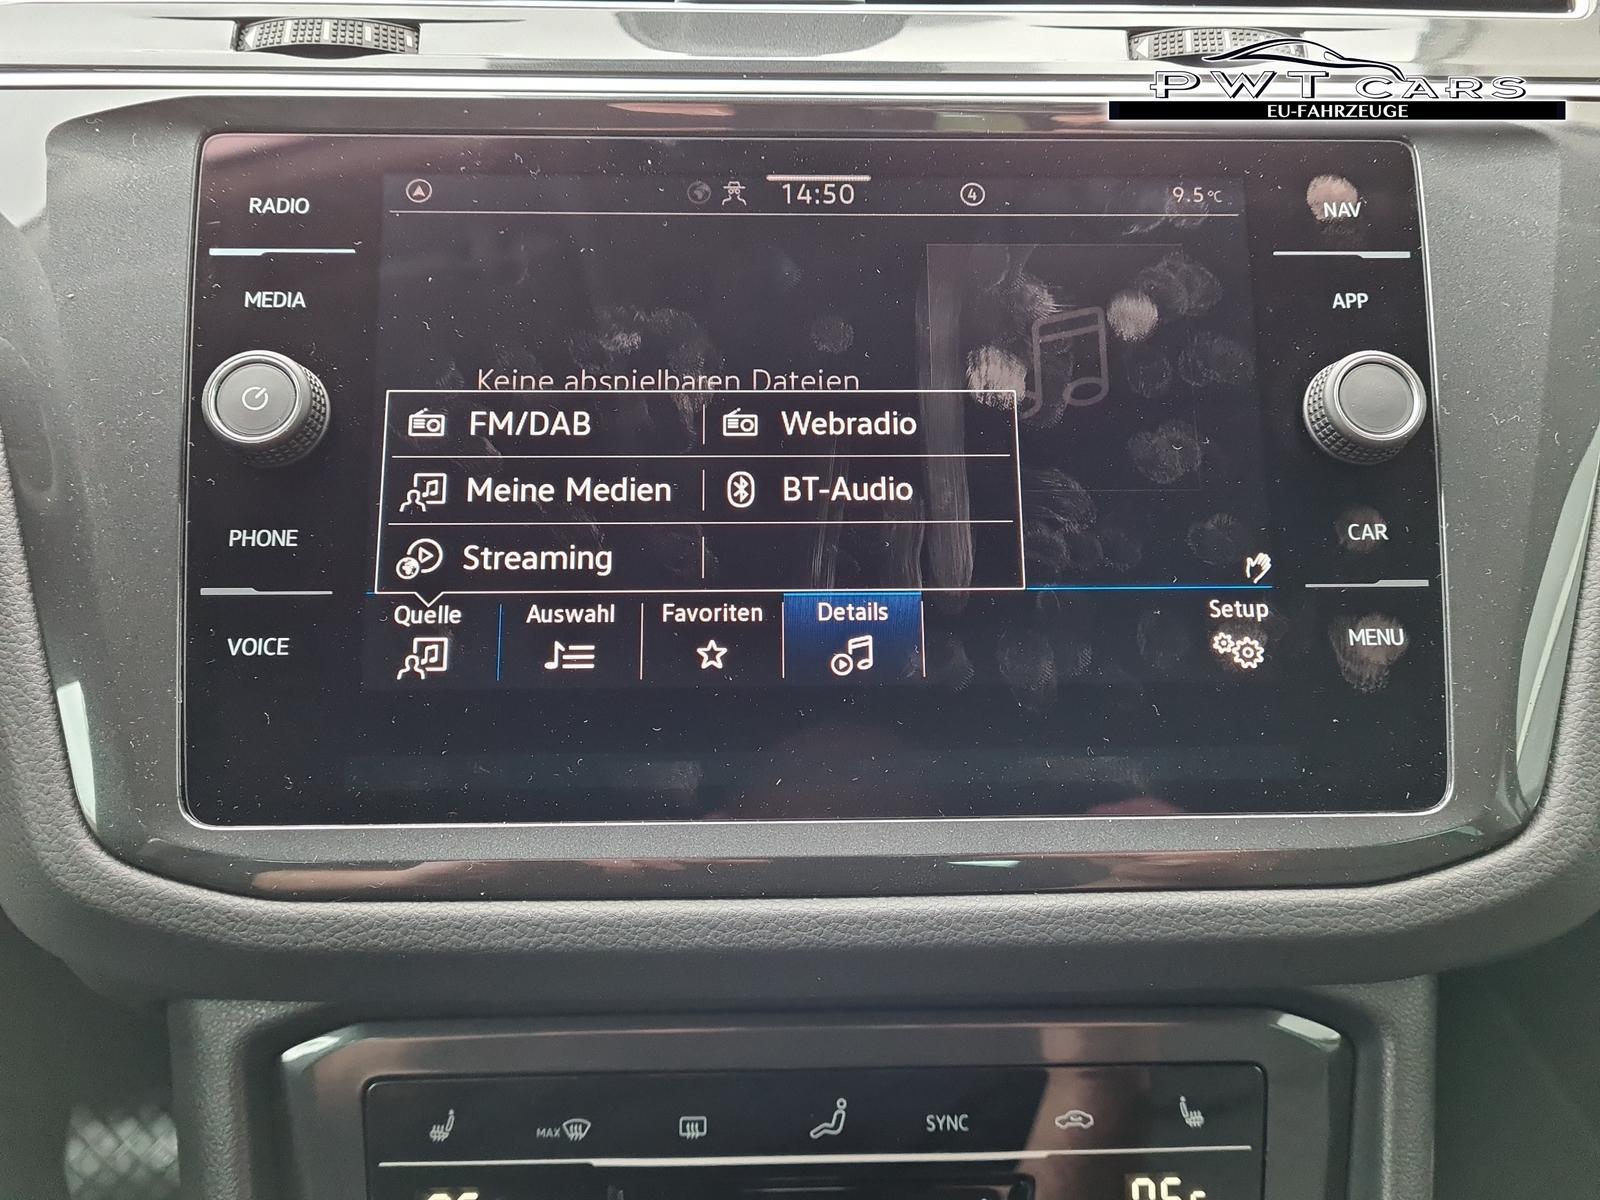 PWT CARS
EU-FAHRZEUGE
RADIO
14:50
4
9.5°C
NAV
MEDIA
APP
Keine abspielbaren Dateien
FM/DAB
Webradio
Meine Medien
BT-Audio
PHONE
CAR
Streaming
Quelle
Auswahl
Favoriten
Details
Setup
VOICE
MENU
MAX
SYNC